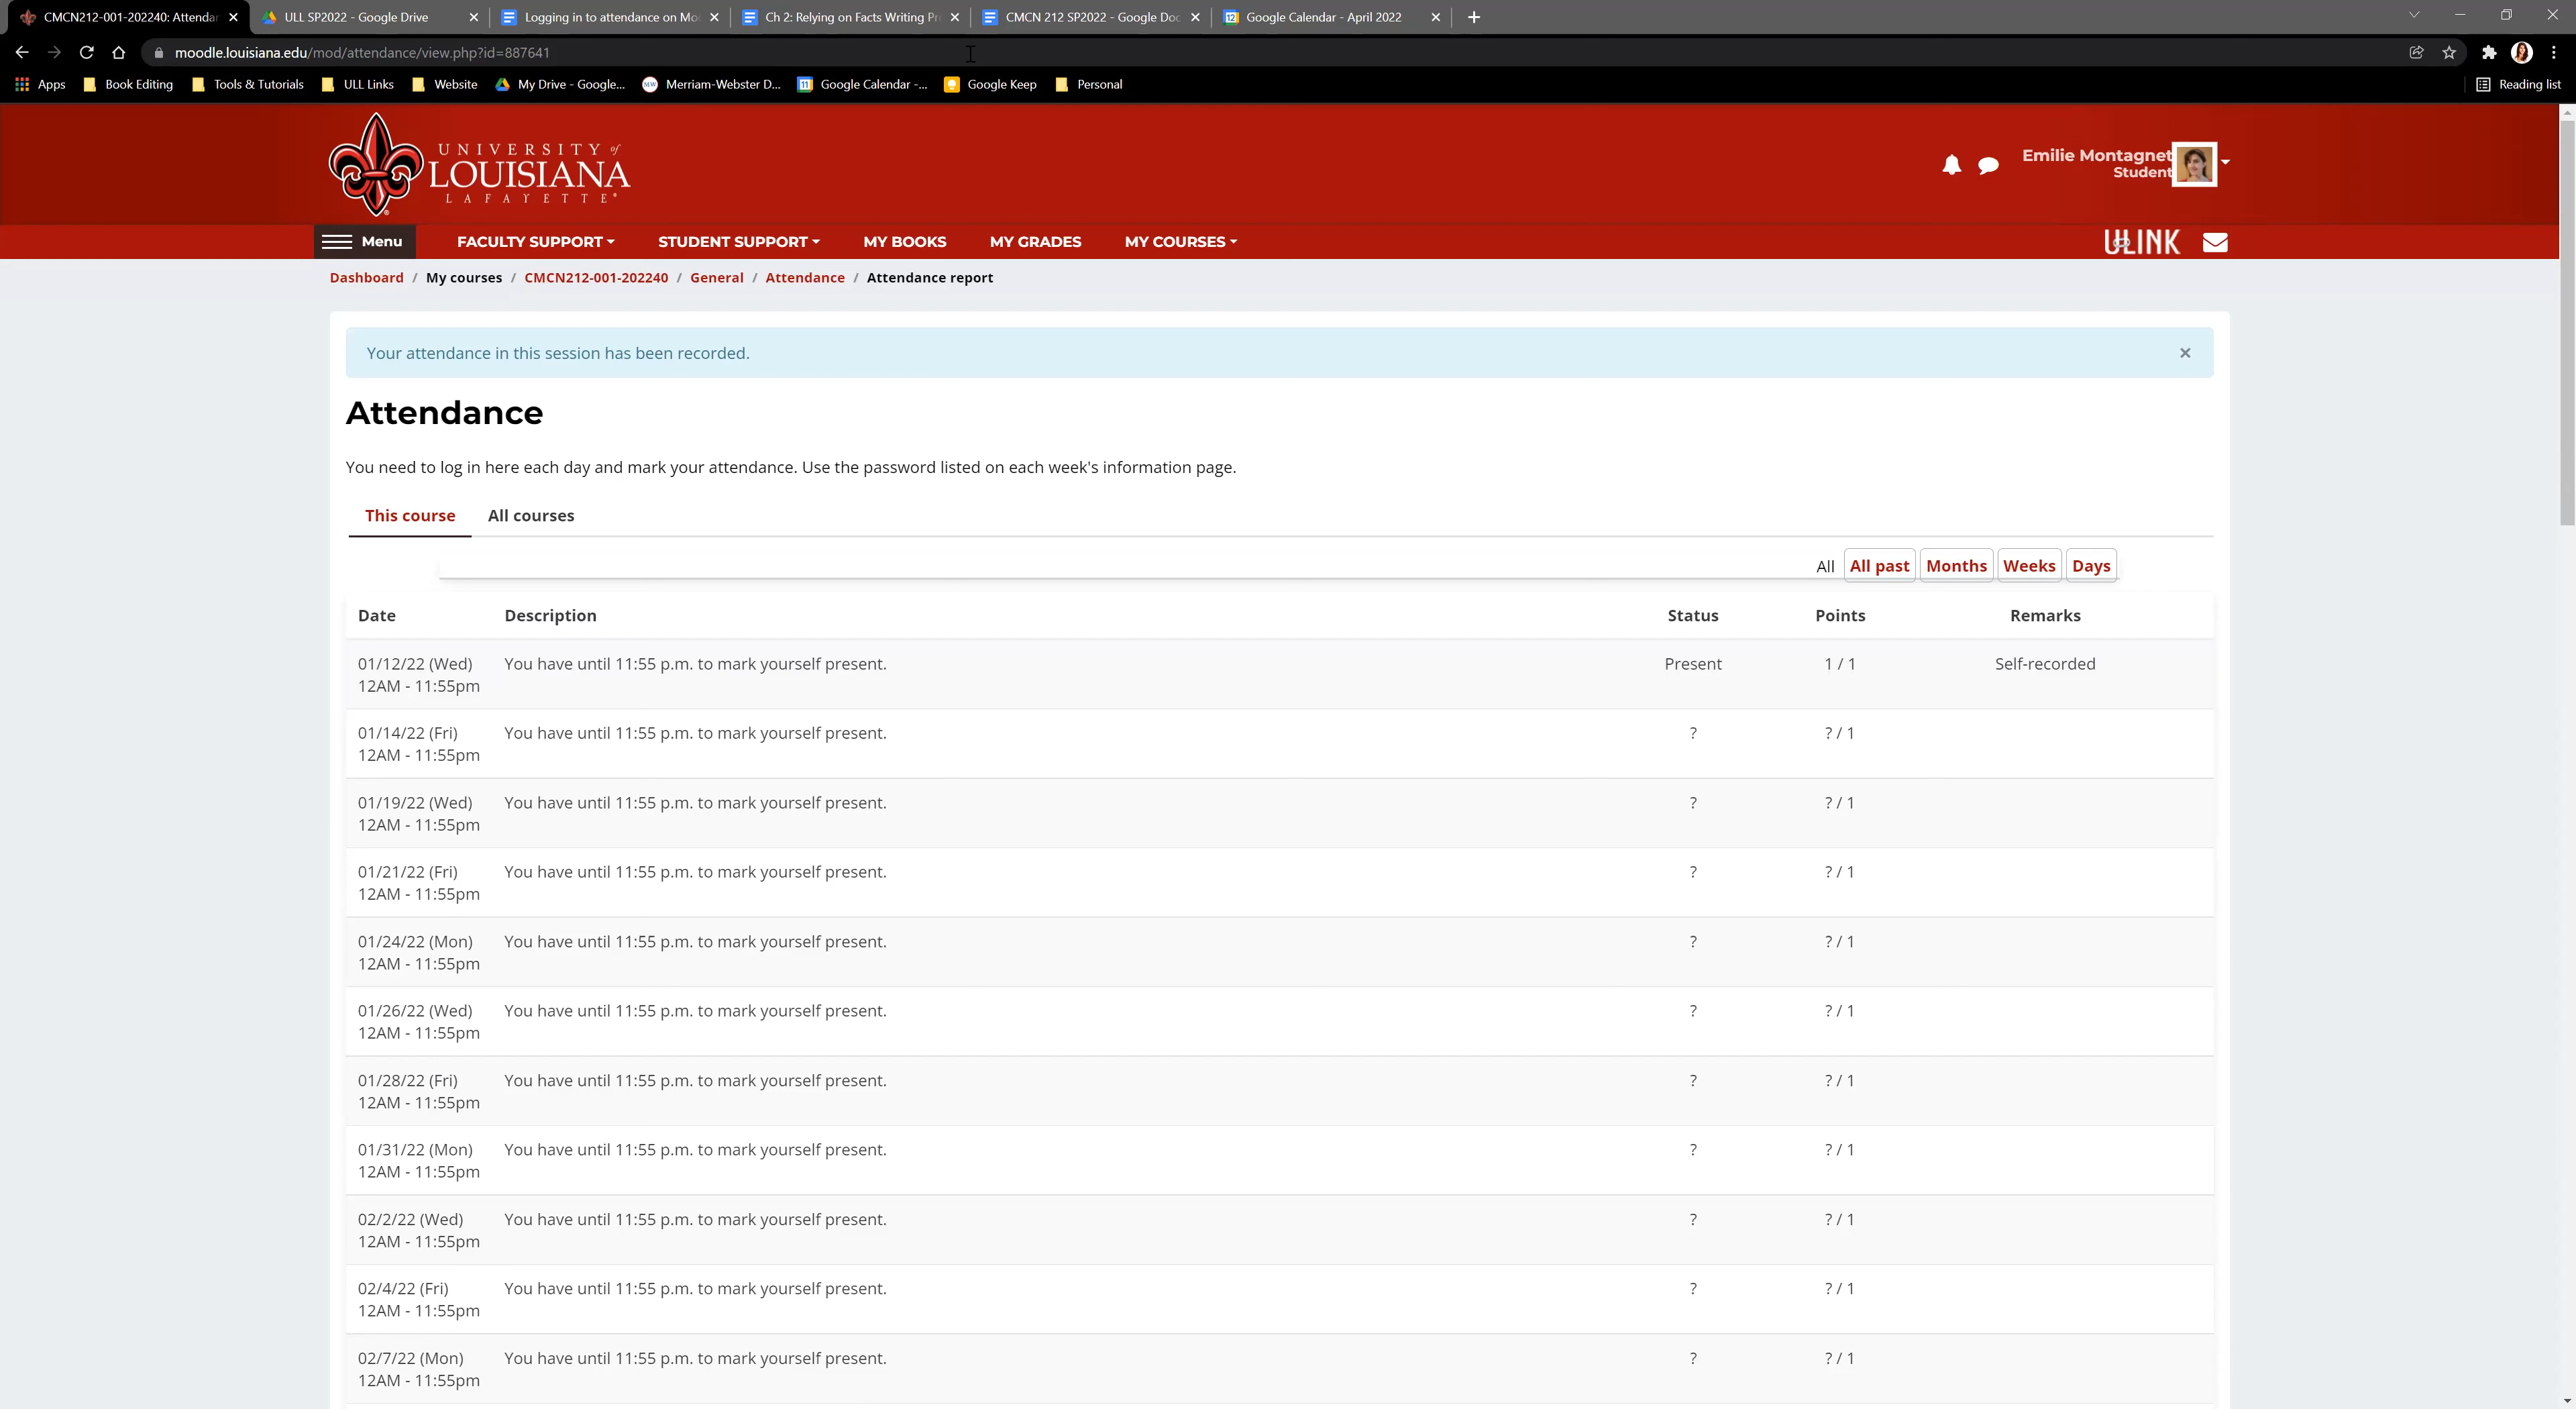 CMCN212-001-202240: Attendan
ULL SP2022 - Google Drive
Logging in to attendance on Mo
Ch 2: Relying on Facts Writing Pr
CMCN 212 SP2022 - Google Doc
Google Calendar - April 2022
moodle.louisiana.edu/mod/attendance/view.php?id=887641
Apps
Book Editing
Tools & Tutorials
ULL Links
Website
My Drive - Google...
Merriam-Webster D...
Google Calendar -...
Google Keep
Personal
Reading list
UNIVERSITY of
LOUISIANA
LAFAYETTE®
Emilie Montagnet
Student
Menu
FACULTY SUPPORT
STUDENT SUPPORT
MY BOOKS
MY GRADES
MY COURSES
ULINK
Dashboard / My courses / CMCN212-001-202240 / General / Attendance / Attendance report
Your attendance in this session has been recorded. ×
Attendance
You need to log in here each day and mark your attendance. Use the password listed on each week's information page.
This course All courses
All All past Months Weeks Days
Date Description Status Points Remarks
01/12/22 (Wed) You have until 11:55 p.m. to mark yourself present. Present 1 / 1 Self-recorded
12AM - 11:55pm
01/14/22 (Fri) You have until 11:55 p.m. to mark yourself present. ? ? / 1
12AM - 11:55pm
01/19/22 (Wed) You have until 11:55 p.m. to mark yourself present. ? ? / 1
12AM - 11:55pm
01/21/22 (Fri) You have until 11:55 p.m. to mark yourself present. ? ? / 1
12AM - 11:55pm
01/24/22 (Mon) You have until 11:55 p.m. to mark yourself present. ? ? / 1
12AM - 11:55pm
01/26/22 (Wed) You have until 11:55 p.m. to mark yourself present. ? ? / 1
12AM - 11:55pm
01/28/22 (Fri) You have until 11:55 p.m. to mark yourself present. ? ? / 1
12AM - 11:55pm
01/31/22 (Mon) You have until 11:55 p.m. to mark yourself present. ? ? / 1
12AM - 11:55pm
02/2/22 (Wed) You have until 11:55 p.m. to mark yourself present. ? ? / 1
12AM - 11:55pm
02/4/22 (Fri) You have until 11:55 p.m. to mark yourself present. ? ? / 1
12AM - 11:55pm
02/7/22 (Mon) You have until 11:55 p.m. to mark yourself present. ? ? / 1
12AM - 11:55pm